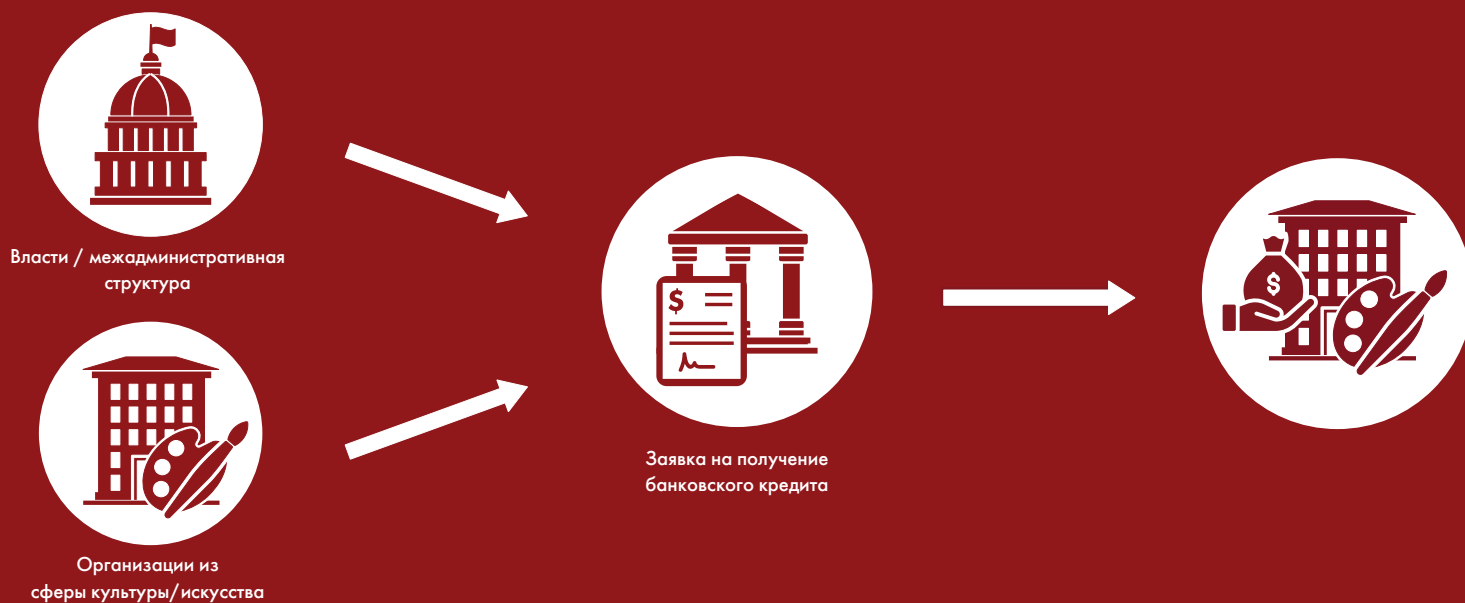 Власти / межадминистративная
структура
Организации из
сферы культуры/искусства
Заявка на получение
банковского кредита
$
$